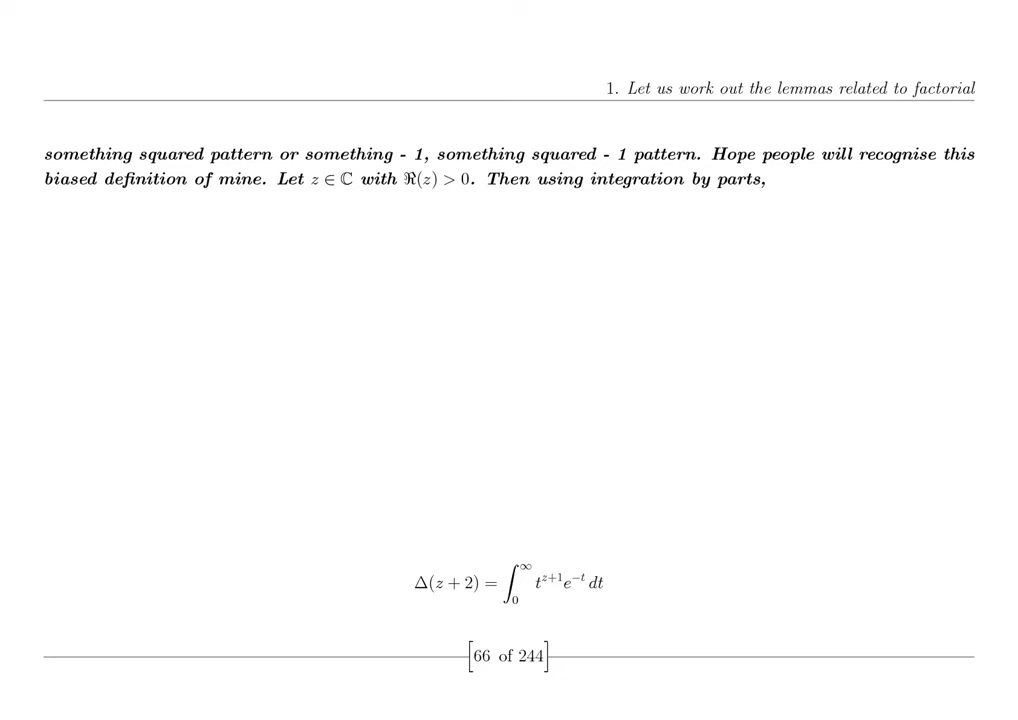 1. Let us work out the lemmas related to factorial
something squared pattern or something - 1, something squared - 1 pattern. Hope people will recognise this
biased definition of mine. Let z ∈ ℂ with ℜ(z) > 0. Then using integration by parts,
Δ(z + 2) = ∫₀^∞ t^{z+1} e^{−t} dt
[66 of 244]